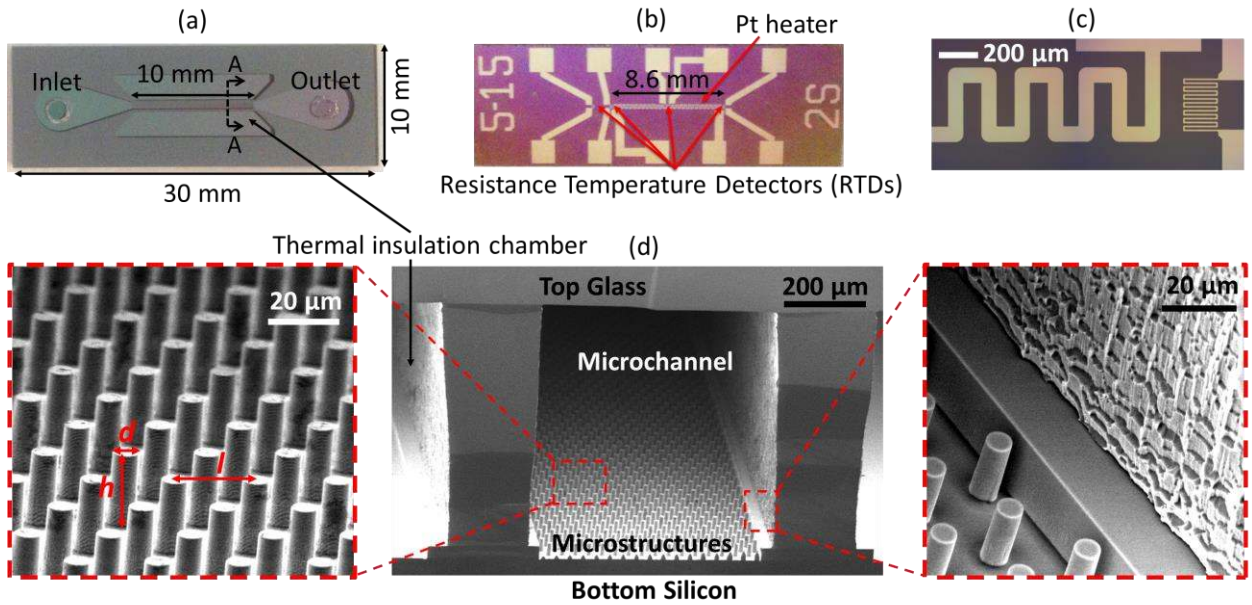 (a)
A
Inlet
10 mm
Outlet
A
10 mm
30 mm
(b)
Pt heater
5-15
8.6 mm
2S
Resistance Temperature Detectors (RTDs)
(c)
200 µm
Thermal insulation chamber
(d)
20 µm
d
l
h
Top Glass
200 µm
Microchannel
Microstructures
Bottom Silicon
20 µm